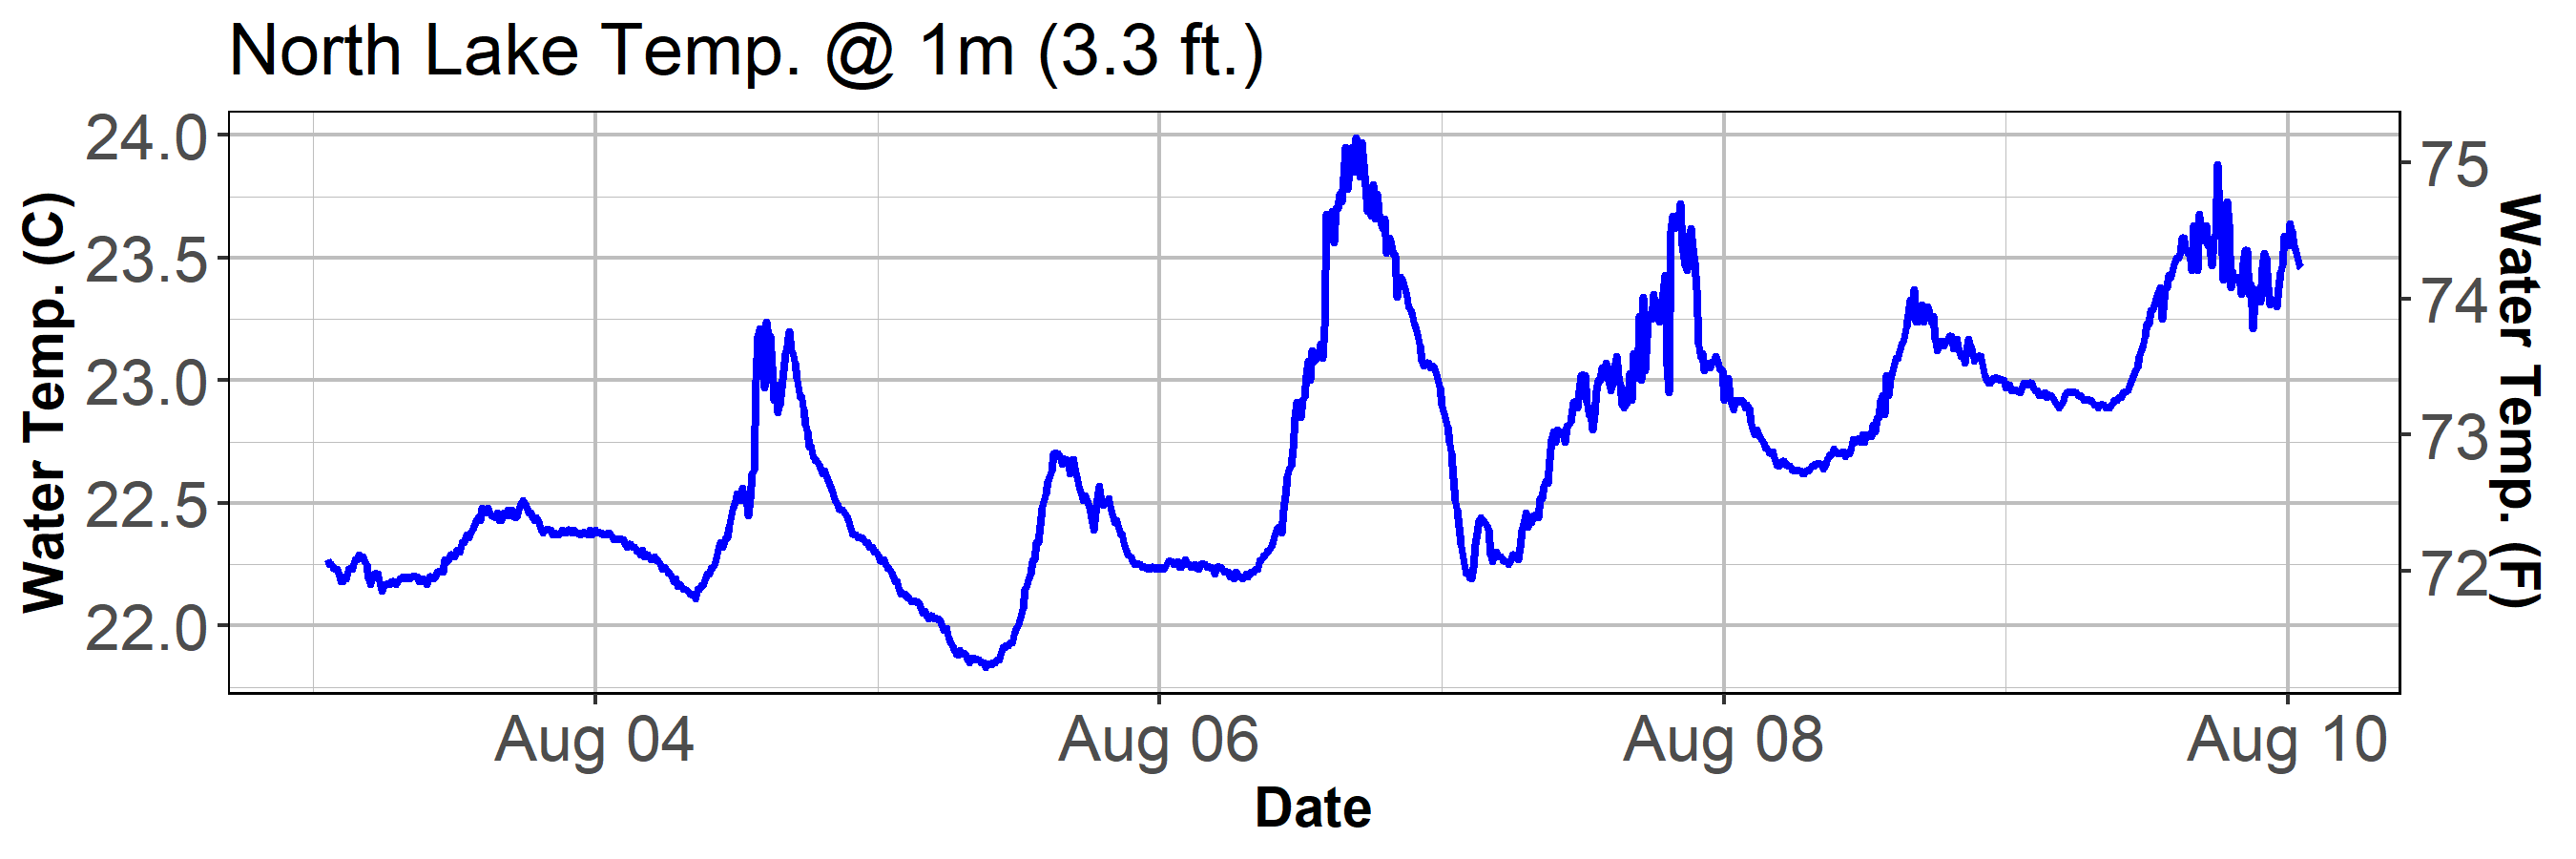 North Lake Temp. @ 1m (3.3 ft.)
Water Temp. (C)
24.0
23.5
23.0
22.5
22.0
75
74
73
72
Water Temp. (F)
Aug 04 Aug 06 Aug 08 Aug 10
Date